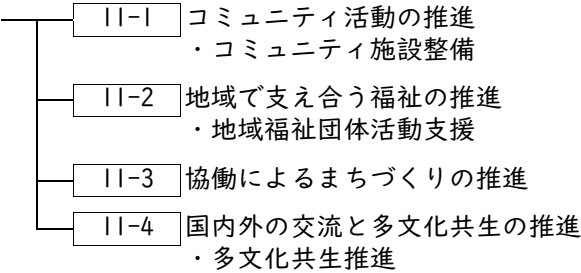 11-1 コミュニティ活動の推進
・コミュニティ施設整備
11-2 地域で支え合う福祉の推進
・地域福祉団体活動支援
11-3 協働によるまちづくりの推進
11-4 国内外の交流と多文化共生の推進
・多文化共生推進